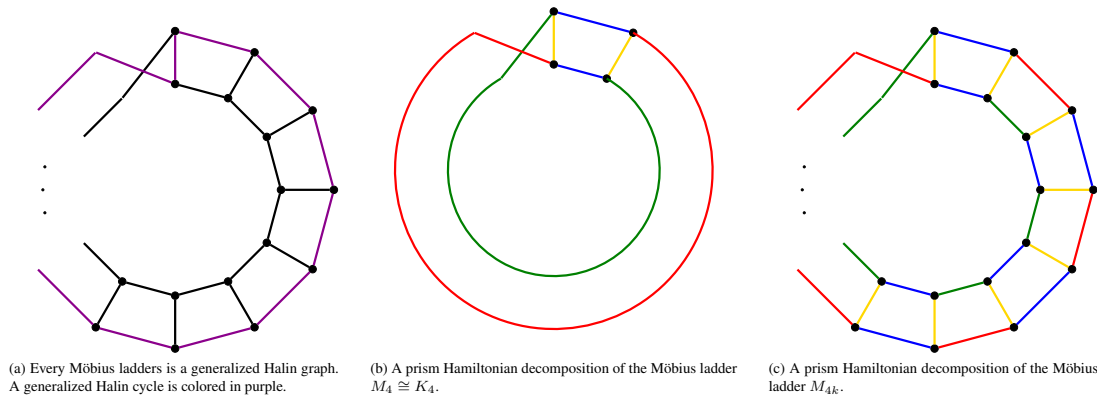 (a) Every Möbius ladders is a generalized Halin graph.
A generalized Halin cycle is colored in purple.
(b) A prism Hamiltonian decomposition of the Möbius ladder
M₄ ≅ K₄.
(c) A prism Hamiltonian decomposition of the Möbius
ladder M₄ₖ.